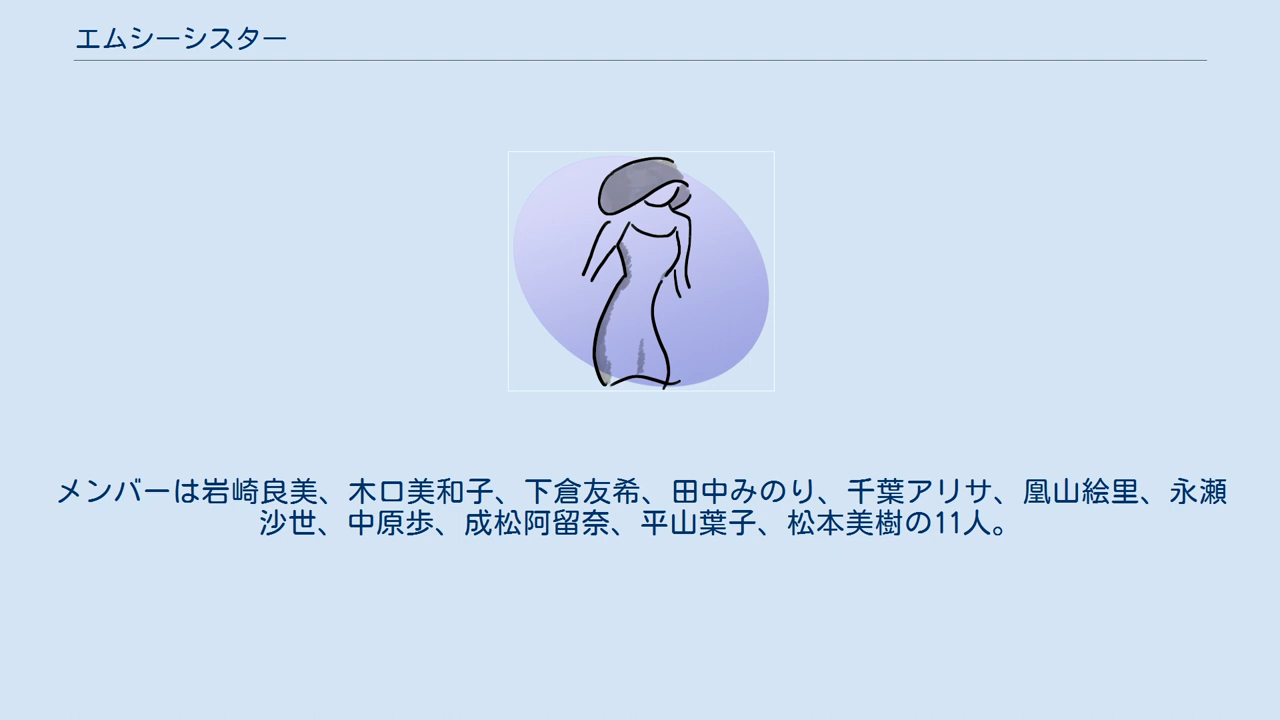 エムシーシスター
メンバーは岩崎良美、木口美和子、下倉友希、田中みのり、千葉アリサ、凰山絵里、永瀬
沙世、中原歩、成松阿留奈、平山葉子、松本美樹の11人。